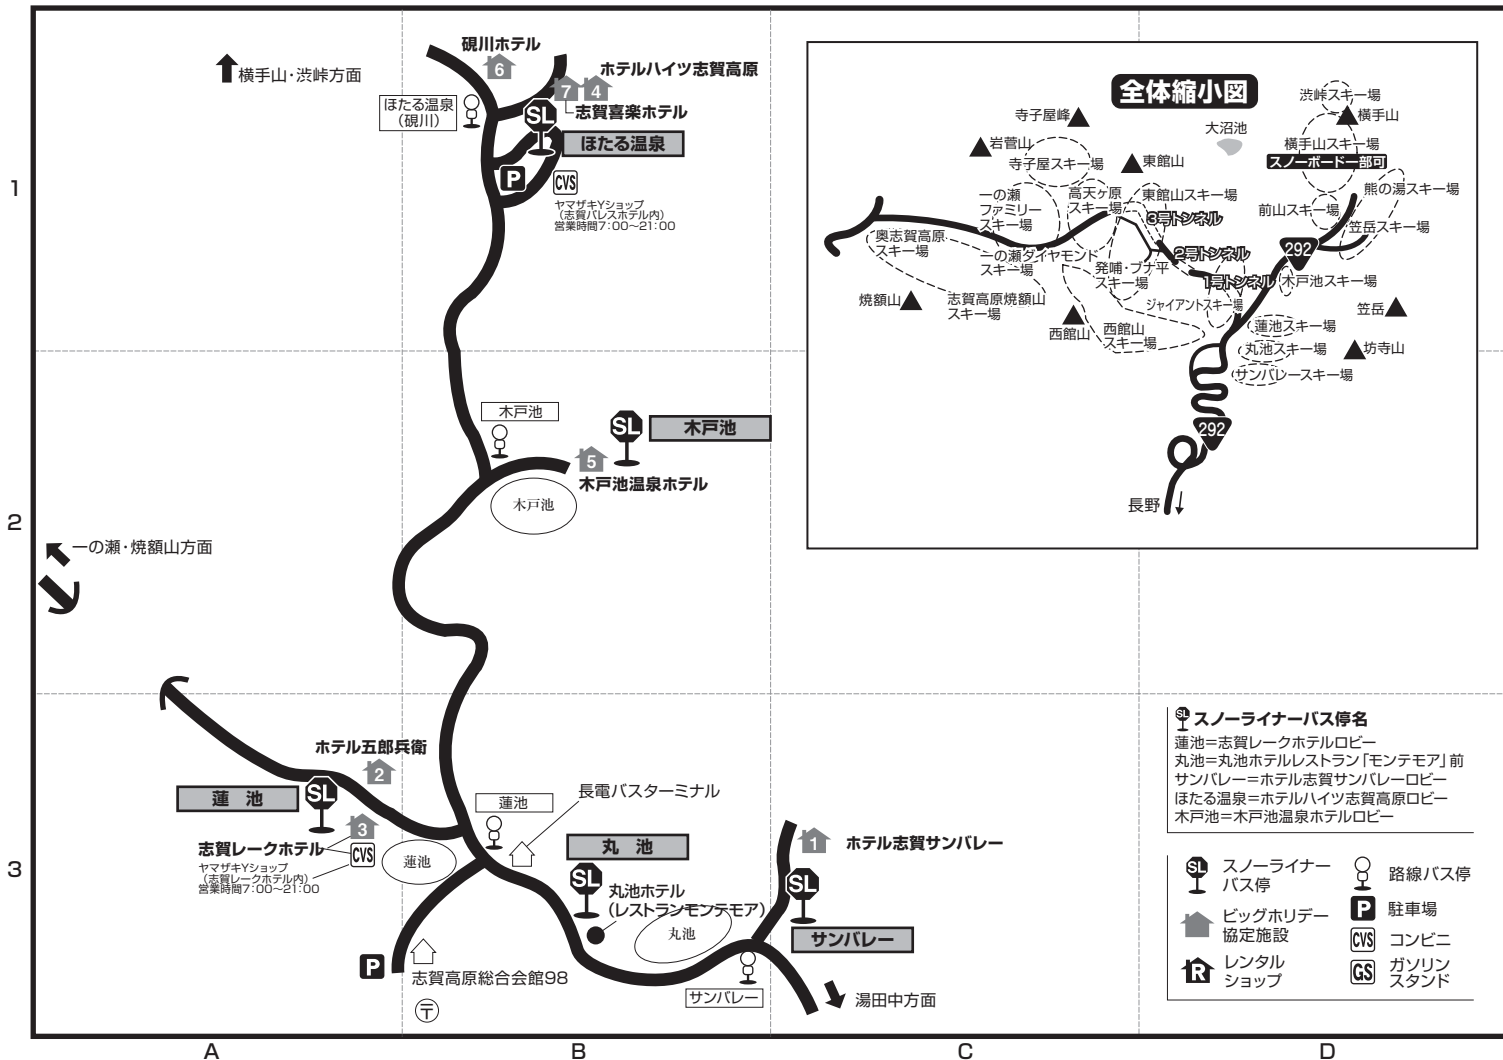 硯川ホテル
6
横手山・渋峠方面
ホテルハイツ志賀高原
7
4
志賀喜楽ホテル
ほたる温泉
(硯川)
SL
ほたる温泉
P
CVS
ヤマザキYショップ
(志賀パレスホテル内)
営業時間7:00〜21:00
全体縮小図
渋峠スキー場
横手山
寺子屋峰
大沼池
岩菅山
横手山スキー場
スノーボード一部可
寺子屋スキー場
東館山
熊の湯スキー場
一の瀬
ファミリー
スキー場
高天ヶ原
スキー場
東館山スキー場
前山スキー場
3号トンネル
笠岳スキー場
奥志賀高原
スキー場
一の瀬ダイヤモンド
スキー場
2号トンネル
292
発哺・ブナ平
スキー場
1号トンネル
木戸池スキー場
焼額山
志賀高原焼額山
スキー場
ジャイアントスキー場
笠岳
西館山
西館山
スキー場
蓮池スキー場
丸池スキー場
坊寺山
サンバレースキー場
292
長野
木戸池
SL
木戸池
5
木戸池温泉ホテル
木戸池
一の瀬・焼額山方面
ホテル五郎兵衛
2
蓮 池
SL
3
志賀レークホテル
CVS
ヤマザキYショップ
(志賀レークホテル内)
営業時間7:00〜21:00
蓮池
蓮池
長電バスターミナル
丸 池
SL
丸池ホテル
(レストランモンテモア)
丸池
1
ホテル志賀サンバレー
SL
サンバレー
サンバレー
湯田中方面
P
志賀高原総合会館98
〒
SL
スノーライナーバス停名
蓮池=志賀レークホテルロビー
丸池=丸池ホテルレストラン「モンテモア」前
サンバレー=ホテル志賀サンバレーロビー
ほたる温泉=ホテルハイツ志賀高原ロビー
木戸池=木戸池温泉ホテルロビー
SL
スノーライナー
バス停
路線バス停
ビッグホリデー
協定施設
P
駐車場
CVS
コンビニ
R
レンタル
ショップ
GS
ガソリン
スタンド
1
2
3
A
B
C
D